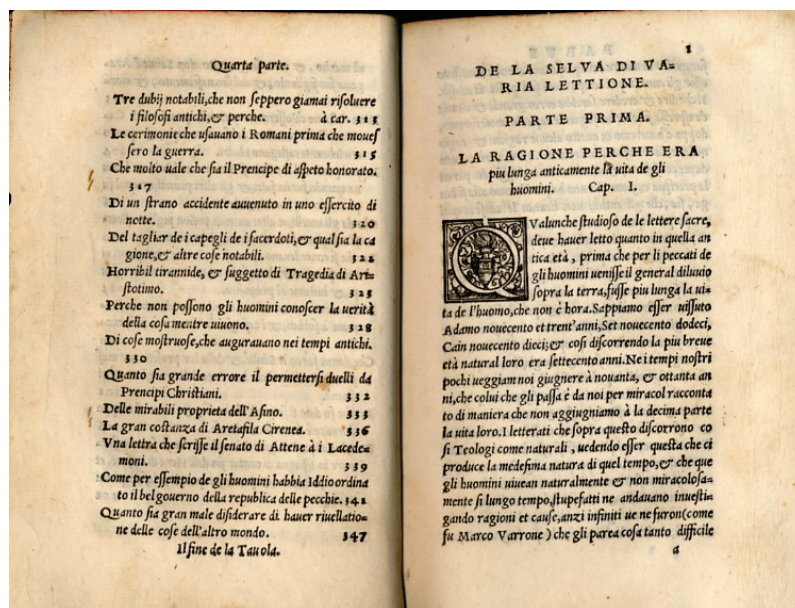 Quarta parte.
Tre dubij notabili, che non seppero giamai risoluere
i filosofi antichi, & perche. à car. 313
Le cerimonie che usauano i Romani prima che moues
sero la guerra. 315
Che molto uale che sia il Prencipe di aspeto honorato.
317
Di un strano accidente auuenuto in uno essercito di
notte. 320
Del tagliar de i capegli de i sacerdoti, & qual sia la ca
gione, & altre cose notabili. 322
Horribil tirannide, & suggetto di Tragedia di Ari=
stotimo. 325
Perche non possono gli huomini conoscer la uerità
della cosa mentre uiuono. 328
Di cose mostruose, che augurauano nei tempi antichi.
330
Quanto sia grande errore il permettersi duelli da
Prencipi Christiani. 332
Delle mirabili proprieta dell'Asino. 333
La gran costanza di Aretafila Cirenea. 336
Vna lettra che scrisse il senato di Attene à i Lacede=
moni. 339
Come per essempio de gli huomini habbia Iddio ordina
to il bel gouerno della republica delle pecchie. 342
Quanto sia gran male disiderare di hauer riuellatio=
ne delle cose dell'altro mondo. 347
Il fine de la Tauola.
1
DE LA SELVA DI VA=
RIA LETTIONE.
PARTE PRIMA.
LA RAGIONE PERCHE ERA
piu lunga anticamente la uita de gli
huomini. Cap. I.
QValunche studioso de le lettere sacre,
deue hauer letto quanto in quella an
tica età, prima che per li peccati de
gli huomini uenisse il general diluuio
sopra la terra, fusse piu lunga la ui=
ta de l'huomo, che non è hora. Sappiamo esser uissuto
Adamo nouecento et trent'anni, Set nouecento dodeci,
Cain nouecento dieci; & cosi discorrendo la piu breue
età natural loro era settecento anni. Ne i tempi nostri
pochi ueggiam noi giugnere à nouanta, & ottanta an
ni, che colui che gli passa è da noi per miracol racconta
to di maniera che non aggiugniamo à la decima parte
la uita loro. I letterati che sopra questo discorrono co
si Teologi come naturali, uedendo esser questa che ci
produce la medesima natura di quel tempo, & che que
gli huomini uiuean naturalmente & non miracolosa=
mente si lungo tempo, stupefatti ne andauano inuesti=
gando ragioni et cause, anzi infiniti ue ne furon (come
fu Marco Varrone) che gli parea cosa tanto difficile
a